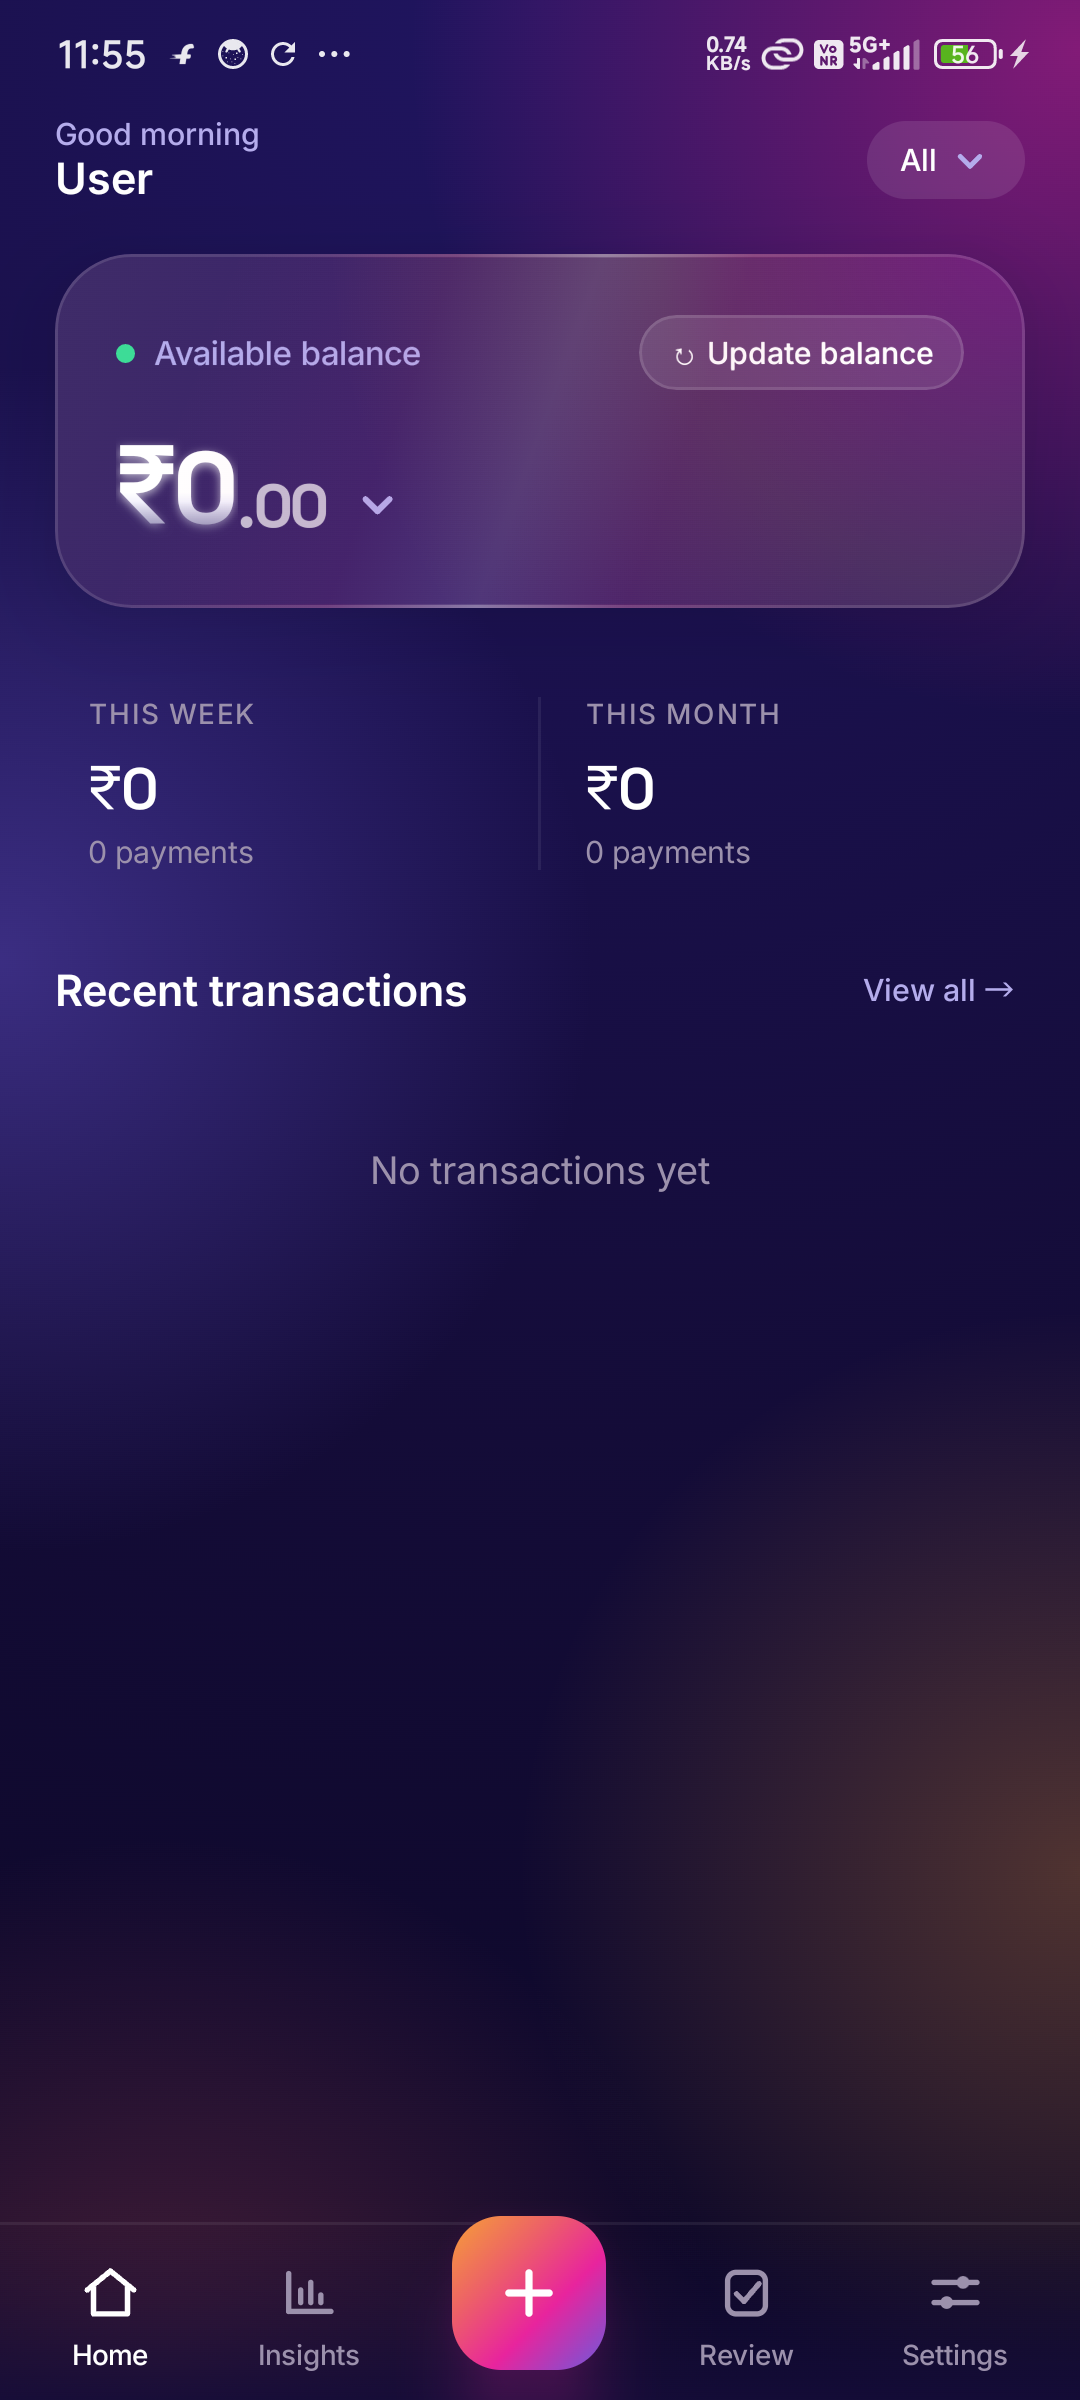 11:55
0.74
KB/s
Vo
NR
5G+
56
Good morning
User
All
Available balance
Update balance
₹0.00
THIS WEEK
THIS MONTH
₹0
₹0
0 payments
0 payments
Recent transactions
View all →
No transactions yet
Home
Insights
Review
Settings